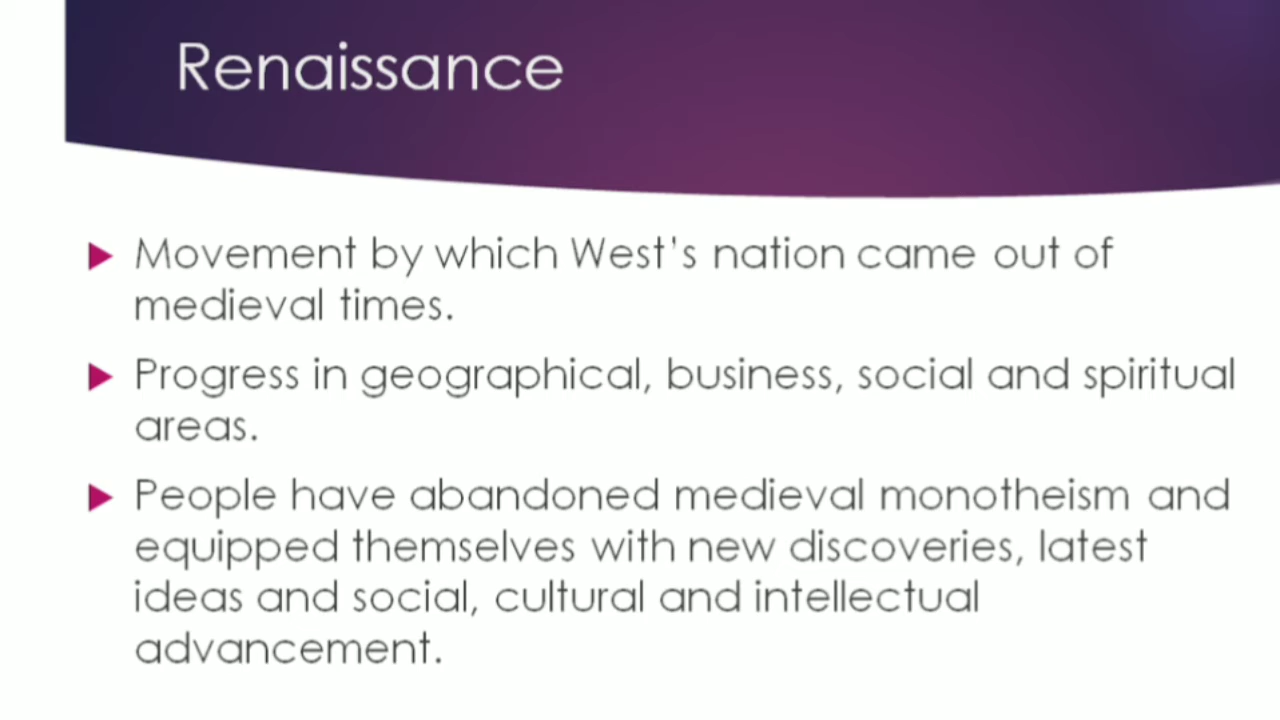 Renaissance
Movement by which West's nation came out of
medieval times.
Progress in geographical, business, social and spiritual
areas.
People have abandoned medieval monotheism and
equipped themselves with new discoveries, latest
ideas and social, cultural and intellectual
advancement.